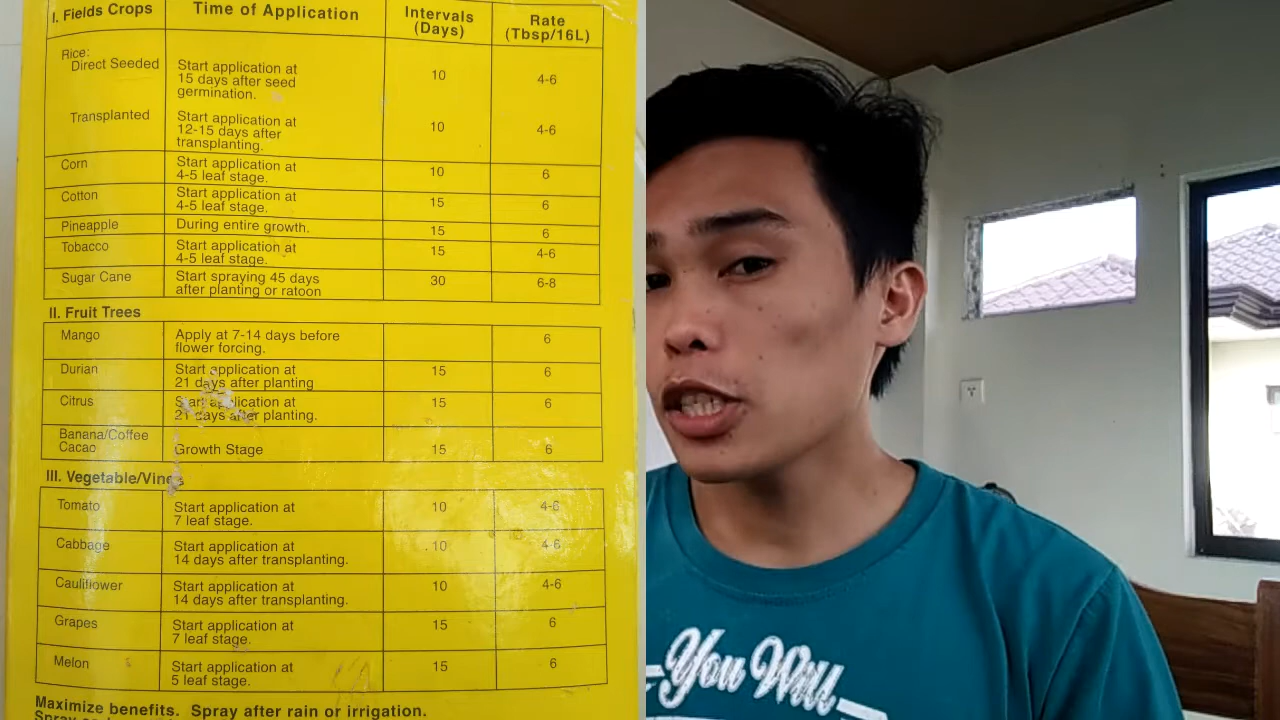 I. Fields Crops Time of Application Intervals (Days) Rate (Tbsp/16L)
Rice:
Direct Seeded Start application at 15 days after seed germination. 10 4-6
Transplanted Start application at 12-15 days after transplanting. 10 4-6
Corn Start application at 4-5 leaf stage. 10 6
Cotton Start application at 4-5 leaf stage. 15 6
Pineapple During entire growth. 15 6
Tobacco Start application at 4-5 leaf stage. 15 4-6
Sugar Cane Start spraying 45 days after planting or ratoon 30 6-8
II. Fruit Trees
Mango Apply at 7-14 days before flower forcing. 6
Durian Start application at 21 days after planting 15 6
Citrus Start application at 21 days after planting. 15 6
Banana/Coffee Cacao Growth Stage 15 6
III. Vegetable/Vines
Tomato Start application at 7 leaf stage. 10 4-6
Cabbage Start application at 14 days after transplanting. 10 4-6
Cauliflower Start application at 14 days after transplanting. 10 4-6
Grapes Start application at 7 leaf stage. 15 6
Melon Start application at 5 leaf stage. 15 6
Maximize benefits. Spray after rain or irrigation.
You Will